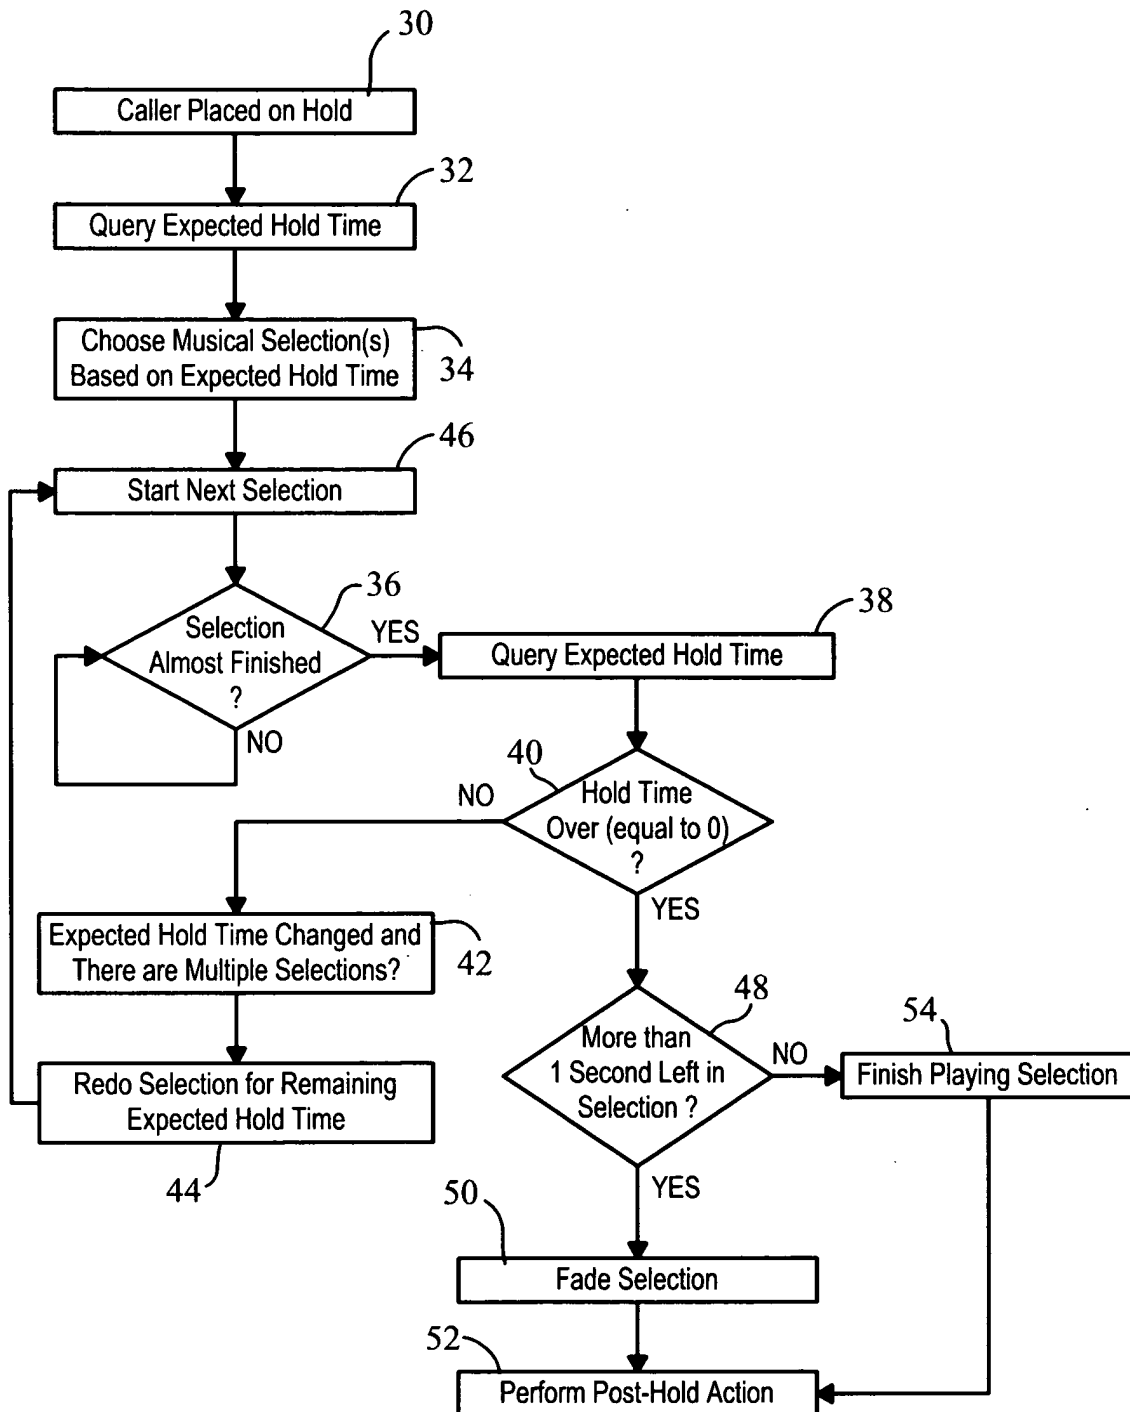 30
Caller Placed on Hold
32
Query Expected Hold Time
Choose Musical Selection(s)
Based on Expected Hold Time
34
46
Start Next Selection
36
Selection
Almost Finished
?
YES
NO
38
Query Expected Hold Time
40
NO
Hold Time
Over (equal to 0)
?
YES
Expected Hold Time Changed and
There are Multiple Selections?
42
Redo Selection for Remaining
Expected Hold Time
44
48
More than
1 Second Left in
Selection ?
NO
YES
54
Finish Playing Selection
50
Fade Selection
52
Perform Post-Hold Action